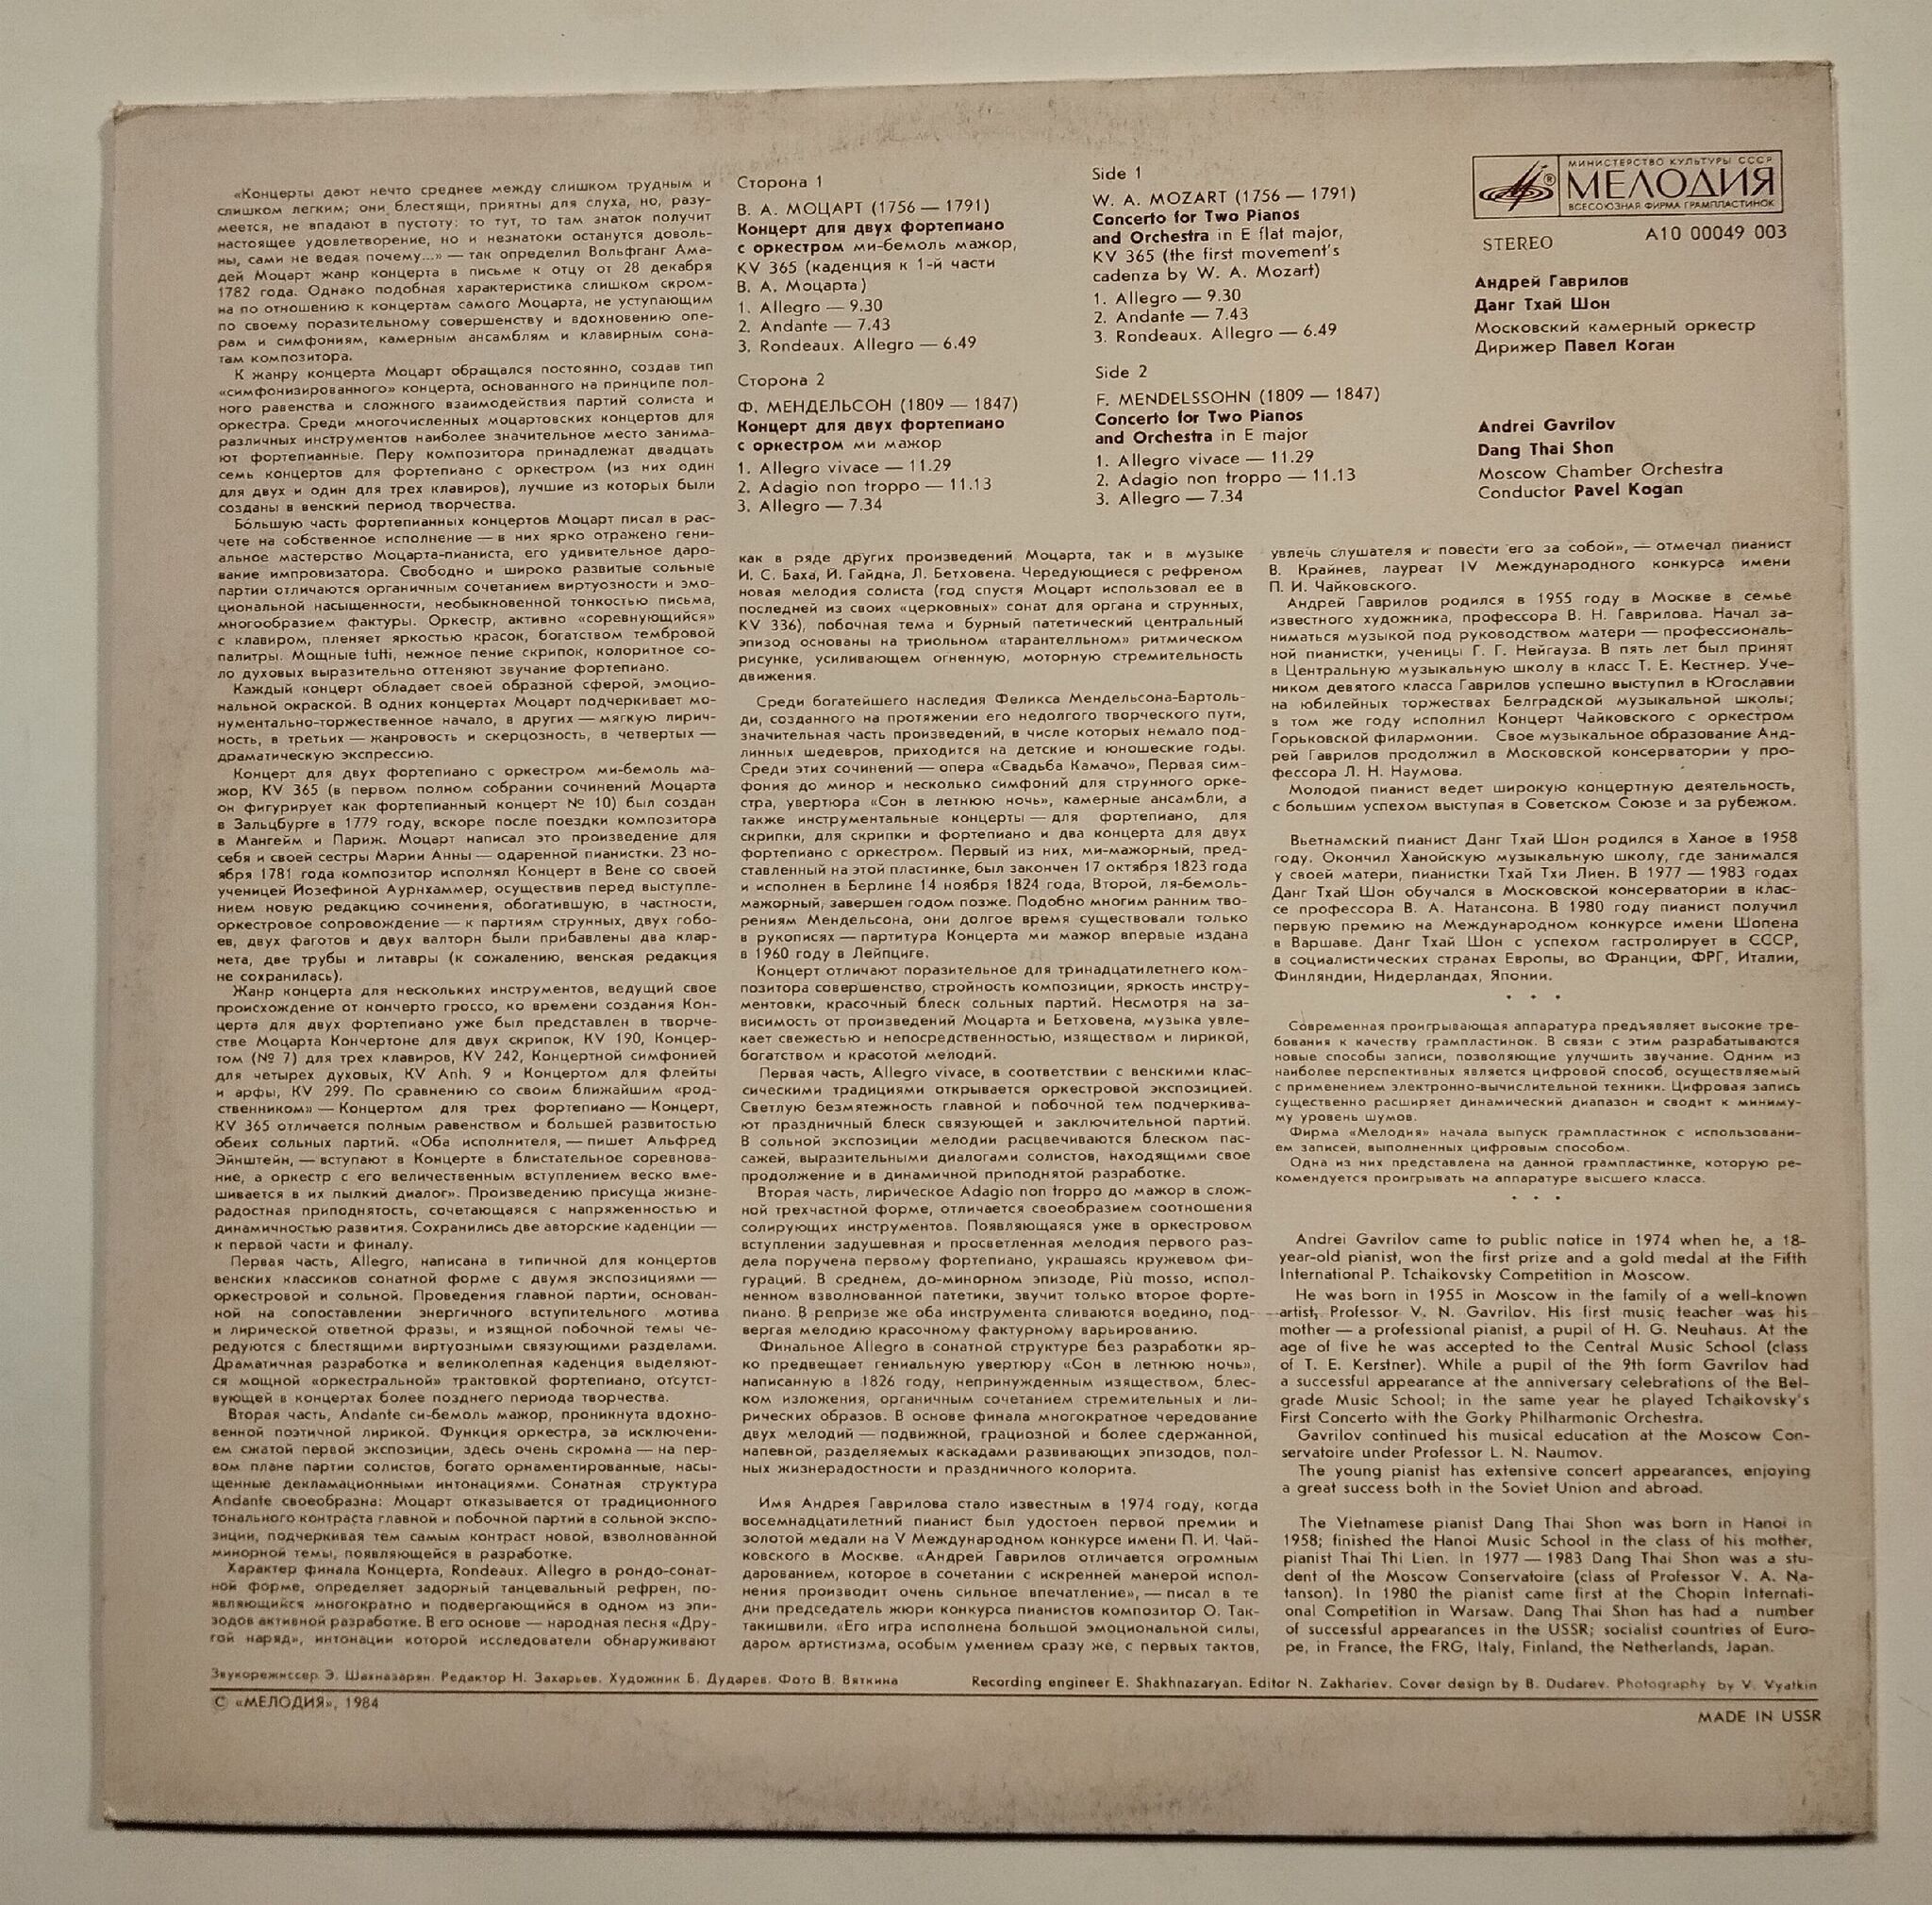 «Концерты дают нечто среднее между слишком трудным и
слишком легким; они блестящи, приятны для слуха, но, разу-
меется, не впадают в пустоту: то тут, то там знаток получит
настоящее удовлетворение, но и незнатоки останутся доволь-
ны, сами не ведая почему...» — так определил Вольфганг Ама-
дей Моцарт жанр концерта в письме к отцу от 28 декабря
1782 года. Однако подобная характеристика слишком скром-
на по отношению к концертам самого Моцарта, не уступающим
по своему поразительному совершенству и вдохновению опе-
рам и симфониям, камерным ансамблям и клавирным сона-
там композитора.
К жанру концерта Моцарт обращался постоянно, создав тип
«симфонизированного» концерта, основанного на принципе пол-
ного равенства и сложного взаимодействия партий солиста и
оркестра. Среди многочисленных моцартовских концертов для
различных инструментов наиболее значительное место занима-
ют фортепианные. Перу композитора принадлежат двадцать
семь концертов для фортепиано с оркестром (из них один
для двух и один для трех клавиров), лучшие из которых были
созданы в венский период творчества.
Бо́льшую часть фортепианных концертов Моцарт писал в рас-
чете на собственное исполнение — в них ярко отражено гени-
альное мастерство Моцарта-пианиста, его удивительное даро-
вание импровизатора. Свободно и широко развитые сольные
партии отличаются органичным сочетанием виртуозности и эмо-
циональной насыщенности, необыкновенной тонкостью письма,
многообразием фактуры. Оркестр, активно «соревнующийся»
с клавиром, пленяет яркостью красок, богатством тембровой
палитры. Мощные tutti, нежное пение скрипок, колоритное со-
ло духовых выразительно оттеняют звучание фортепиано.
Каждый концерт обладает своей образной сферой, эмоцио-
нальной окраской. В одних концертах Моцарт подчеркивает мо-
нументально-торжественное начало, в других — мягкую лирич-
ность, в третьих — жанровость и скерцозность, в четвертых —
драматическую экспрессию.
Концерт для двух фортепиано с оркестром ми-бемоль ма-
жор, KV 365 (в первом полном собрании сочинений Моцарта
он фигурирует как фортепианный концерт № 10) был создан
в Зальцбурге в 1779 году, вскоре после поездки композитора
в Мангейм и Париж. Моцарт написал это произведение для
себя и своей сестры Марии Анны — одаренной пианистки. 23 но-
ября 1781 года композитор исполнял Концерт в Вене со своей
ученицей Йозефиной Аурнхаммер, осуществив перед выступле-
нием новую редакцию сочинения, обогатившую, в частности,
оркестровое сопровождение — к партиям струнных, двух гобо-
ев, двух фаготов и двух валторн были прибавлены два клар-
нета, две трубы и литавры (к сожалению, венская редакция
не сохранилась).
Жанр концерта для нескольких инструментов, ведущий свое
происхождение от кончерто гроссо, ко времени создания Кон-
церта для двух фортепиано уже был представлен в творче-
стве Моцарта Кончертоне для двух скрипок, KV 190, Концер-
том (№ 7) для трех клавиров, KV 242, Концертной симфонией
для четырех духовых, KV Anh. 9 и Концертом для флейты
и арфы, KV 299. По сравнению со своим ближайшим «род-
ственником» — Концертом для трех фортепиано — Концерт,
KV 365 отличается полным равенством и большей развитостью
обеих сольных партий. «Оба исполнителя, — пишет Альфред
Эйнштейн, — вступают в Концерте в блистательное соревнова-
ние, а оркестр с его величественным вступлением веско вме-
шивается в их пылкий диалог». Произведению присуща жизне-
радостная приподнятость, сочетающаяся с напряженностью и
динамичностью развития. Сохранились две авторские каденции —
к первой части и финалу.
Первая часть, Allegro, написана в типичной для концертов
венских классиков сонатной форме с двумя экспозициями —
оркестровой и сольной. Проведения главной партии, основан-
ной на сопоставлении энергичного вступительного мотива
и лирической ответной фразы, и изящной побочной темы че-
редуются с блестящими виртуозными связующими разделами.
Драматичная разработка и великолепная каденция выделяют-
ся мощной «оркестральной» трактовкой фортепиано, отсутст-
вующей в концертах более позднего периода творчества.
Вторая часть, Andante си-бемоль мажор, проникнута вдохно-
венной поэтичной лирикой. Функция оркестра, за исключени-
ем сжатой первой экспозиции, здесь очень скромна — на пер-
вом плане партии солистов, богато орнаментированные, насы-
щенные декламационными интонациями. Сонатная структура
Andante своеобразна: Моцарт отказывается от традиционного
тонального контраста главной и побочной партий в сольной экспо-
зиции, подчеркивая тем самым контраст новой, взволнованной
минорной темы, появляющейся в разработке.
Характер финала Концерта, Rondeaux. Allegro в рондо-сонат-
ной форме, определяет задорный танцевальный рефрен, по-
являющийся многократно и подвергающийся в одном из эпи-
зодов активной разработке. В его основе — народная песня «Дру-
гой наряд», интонации которой исследователи обнаруживают
Сторона 1
В. А. МОЦАРТ (1756 — 1791)
Концерт для двух фортепиано
с оркестром ми-бемоль мажор,
KV 365 (каденция к 1-й части
В. А. Моцарта)
1. Allegro — 9.30
2. Andante — 7.43
3. Rondeaux. Allegro — 6.49
Сторона 2
Ф. МЕНДЕЛЬСОН (1809 — 1847)
Концерт для двух фортепиано
с оркестром ми мажор
1. Allegro vivace — 11.29
2. Adagio non troppo — 11.13
3. Allegro — 7.34
Side 1
W. A. MOZART (1756 — 1791)
Concerto for Two Pianos
and Orchestra in E flat major,
KV 365 (the first movement's
cadenza by W. A. Mozart)
1. Allegro — 9.30
2. Andante — 7.43
3. Rondeaux. Allegro — 6.49
Side 2
F. MENDELSSOHN (1809 — 1847)
Concerto for Two Pianos
and Orchestra in E major
1. Allegro vivace — 11.29
2. Adagio non troppo — 11.13
3. Allegro — 7.34
МИНИСТЕРСТВО КУЛЬТУРЫ СССР
® МЕЛОДИЯ
ВСЕСОЮЗНАЯ ФИРМА ГРАМПЛАСТИНОК
STEREO
А10 00049 003
Андрей Гаврилов
Данг Тхай Шон
Московский камерный оркестр
Дирижер Павел Коган
Andrei Gavrilov
Dang Thai Shon
Moscow Chamber Orchestra
Conductor Pavel Kogan
как в ряде других произведений Моцарта, так и в музыке
И. С. Баха, Й. Гайдна, Л. Бетховена. Чередующиеся с рефреном
новая мелодия солиста (год спустя Моцарт использовал ее в
последней из своих «церковных» сонат для органа и струнных,
KV 336), побочная тема и бурный патетический центральный
эпизод основаны на триольном «тарантелльном» ритмическом
рисунке, усиливающем огненную, моторную стремительность
движения.
Среди богатейшего наследия Феликса Мендельсона-Бартоль-
ди, созданного на протяжении его недолгого творческого пути,
значительная часть произведений, в числе которых немало под-
линных шедевров, приходится на детские и юношеские годы.
Среди этих сочинений — опера «Свадьба Камачо», Первая сим-
фония до минор и несколько симфоний для струнного орке-
стра, увертюра «Сон в летнюю ночь», камерные ансамбли, а
также инструментальные концерты — для фортепиано, для
скрипки, для скрипки и фортепиано и два концерта для двух
фортепиано с оркестром. Первый из них, ми-мажорный, пред-
ставленный на этой пластинке, был закончен 17 октября 1823 года
и исполнен в Берлине 14 ноября 1824 года, Второй, ля-бемоль-
мажорный, завершен годом позже. Подобно многим ранним тво-
рениям Мендельсона, они долгое время существовали только
в рукописях — партитура Концерта ми мажор впервые издана
в 1960 году в Лейпциге.
Концерт отличают поразительное для тринадцатилетнего ком-
позитора совершенство, стройность композиции, яркость инстру-
ментовки, красочный блеск сольных партий. Несмотря на за-
висимость от произведений Моцарта и Бетховена, музыка увле-
кает свежестью и непосредственностью, изяществом и лирикой,
богатством и красотой мелодий.
Первая часть, Allegro vivace, в соответствии с венскими клас-
сическими традициями открывается оркестровой экспозицией.
Светлую безмятежность главной и побочной тем подчеркива-
ют праздничный блеск связующей и заключительной партий.
В сольной экспозиции мелодии расцвечиваются блеском пас-
сажей, выразительными диалогами солистов, находящими свое
продолжение и в динамичной приподнятой разработке.
Вторая часть, лирическое Adagio non troppo до мажор в слож-
ной трехчастной форме, отличается своеобразием соотношения
солирующих инструментов. Появляющаяся уже в оркестровом
вступлении задушевная и просветленная мелодия первого раз-
дела поручена первому фортепиано, украшаясь кружевом фи-
гураций. В среднем, до-минорном эпизоде, Più mosso, испол-
ненном взволнованной патетики, звучит только второе форте-
пиано. В репризе же оба инструмента сливаются воедино, под-
вергая мелодию красочному фактурному варьированию.
Финальное Allegro в сонатной структуре без разработки яр-
ко предвещает гениальную увертюру «Сон в летнюю ночь»,
написанную в 1826 году, непринужденным изяществом, блес-
ком изложения, органичным сочетанием стремительных и ли-
рических образов. В основе финала многократное чередование
двух мелодий — подвижной, грациозной и более сдержанной,
напевной, разделяемых каскадами развивающих эпизодов, пол-
ных жизнерадостности и праздничного колорита.
Имя Андрея Гаврилова стало известным в 1974 году, когда
восемнадцатилетний пианист был удостоен первой премии и
золотой медали на V Международном конкурсе имени П. И. Чай-
ковского в Москве. «Андрей Гаврилов отличается огромным
дарованием, которое в сочетании с искренней манерой испол-
нения производит очень сильное впечатление», — писал в те
дни председатель жюри конкурса пианистов композитор О. Так-
такишвили. «Его игра исполнена большой эмоциональной силы,
даром артистизма, особым умением сразу же, с первых тактов,
увлечь слушателя и повести его за собой», — отмечал пианист
В. Крайнев, лауреат IV Международного конкурса имени
П. И. Чайковского.
Андрей Гаврилов родился в 1955 году в Москве в семье
известного художника, профессора В. Н. Гаврилова. Начал за-
ниматься музыкой под руководством матери — профессиональ-
ной пианистки, ученицы Г. Г. Нейгауза. В пять лет был принят
в Центральную музыкальную школу в класс Т. Е. Кестнер. Уче-
ником девятого класса Гаврилов успешно выступил в Югославии
на юбилейных торжествах Белградской музыкальной школы;
в том же году исполнил Концерт Чайковского с оркестром
Горьковской филармонии. Свое музыкальное образование Анд-
рей Гаврилов продолжил в Московской консерватории у про-
фессора Л. Н. Наумова.
Молодой пианист ведет широкую концертную деятельность,
с большим успехом выступая в Советском Союзе и за рубежом.
Вьетнамский пианист Данг Тхай Шон родился в Ханое в 1958
году. Окончил Ханойскую музыкальную школу, где занимался
у своей матери, пианистки Тхай Тхи Лиен. В 1977 — 1983 годах
Данг Тхай Шон обучался в Московской консерватории в клас-
се профессора В. А. Натансона. В 1980 году пианист получил
первую премию на Международном конкурсе имени Шопена
в Варшаве. Данг Тхай Шон с успехом гастролирует в СССР,
в социалистических странах Европы, во Франции, ФРГ, Италии,
Финляндии, Нидерландах, Японии.
• • •
Современная проигрывающая аппаратура предъявляет высокие тре-
бования к качеству грампластинок. В связи с этим разрабатываются
новые способы записи, позволяющие улучшить звучание. Одним из
наиболее перспективных является цифровой способ, осуществляемый
с применением электронно-вычислительной техники. Цифровая запись
существенно расширяет динамический диапазон и сводит к миниму-
му уровень шумов.
Фирма «Мелодия» начала выпуск грампластинок с использовани-
ем записей, выполненных цифровым способом.
Одна из них представлена на данной грампластинке, которую ре-
комендуется проигрывать на аппаратуре высшего класса.
• • •
Andrei Gavrilov came to public notice in 1974 when he, a 18-
year-old pianist, won the first prize and a gold medal at the Fifth
International P. Tchaikovsky Competition in Moscow.
He was born in 1955 in Moscow in the family of a well-known
artist, Professor V. N. Gavrilov. His first music teacher was his
mother — a professional pianist, a pupil of H. G. Neuhaus. At the
age of five he was accepted to the Central Music School (class
of T. E. Kerstner). While a pupil of the 9th form Gavrilov had
a successful appearance at the anniversary celebrations of the Bel-
grade Music School; in the same year he played Tchaikovsky's
First Concerto with the Gorky Philharmonic Orchestra.
Gavrilov continued his musical education at the Moscow Con-
servatoire under Professor L. N. Naumov.
The young pianist has extensive concert appearances, enjoying
a great success both in the Soviet Union and abroad.
The Vietnamese pianist Dang Thai Shon was born in Hanoi in
1958; finished the Hanoi Music School in the class of his mother,
pianist Thai Thi Lien. In 1977 — 1983 Dang Thai Shon was a stu-
dent of the Moscow Conservatoire (class of Professor V. A. Na-
tanson). In 1980 the pianist came first at the Chopin Internati-
onal Competition in Warsaw. Dang Thai Shon has had a number
of successful appearances in the USSR; socialist countries of Euro-
pe, in France, the FRG, Italy, Finland, the Netherlands, Japan.
Звукорежиссер Э. Шахназарян. Редактор Н. Захарьев. Художник Б. Дударев. Фото В. Вяткина
Recording engineer E. Shakhnazaryan. Editor N. Zakhariev. Cover design by B. Dudarev. Photography by V. Vyatkin
© «МЕЛОДИЯ», 1984
MADE IN USSR